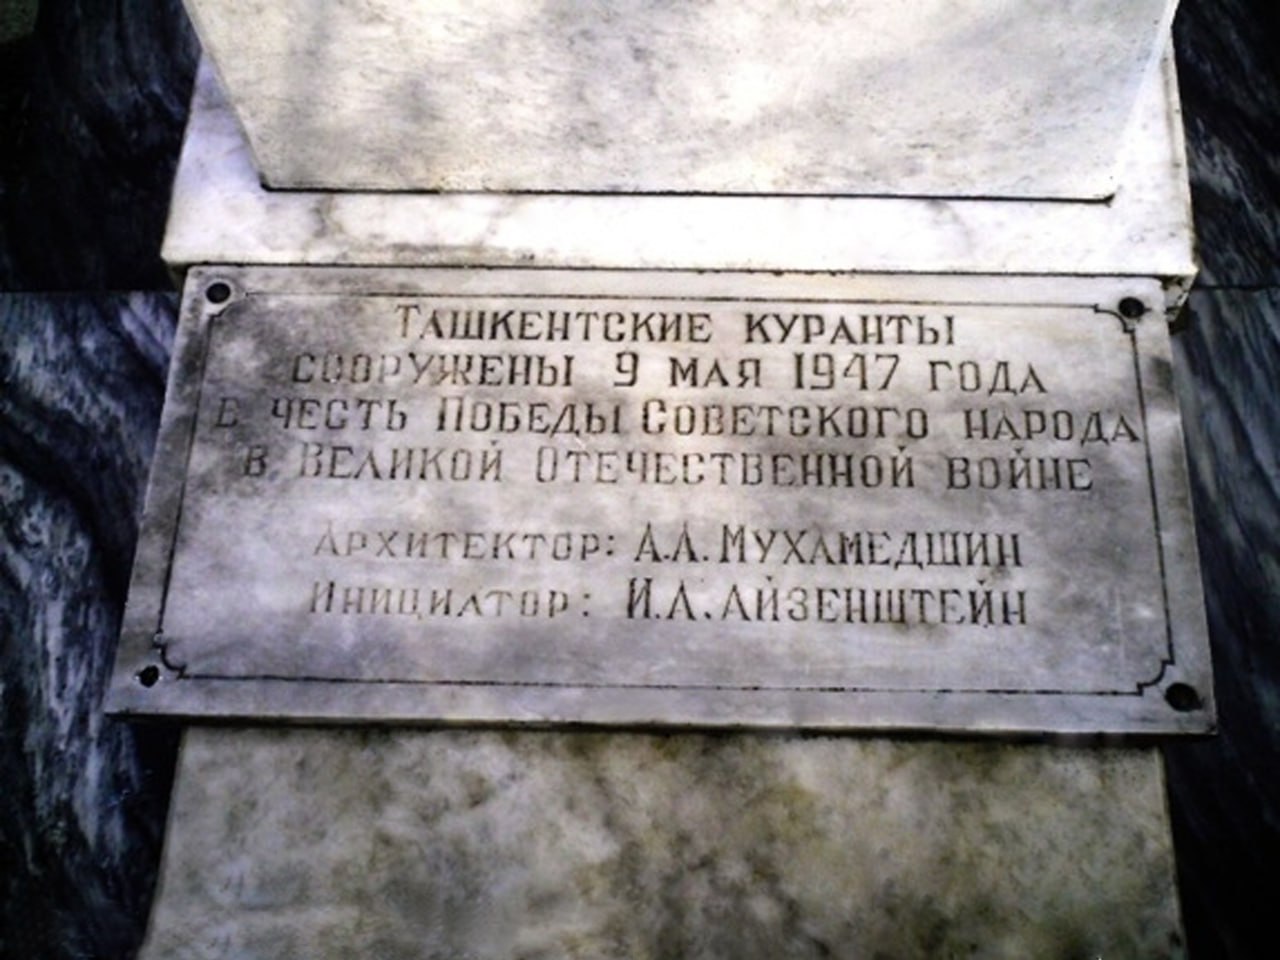 Ташкентские куранты
сооружены 9 мая 1947 года
в честь Победы Советского народа
в Великой Отечественной войне
Архитектор: А.А. Мухамедшин
Инициатор: И.А. Айзенштейн